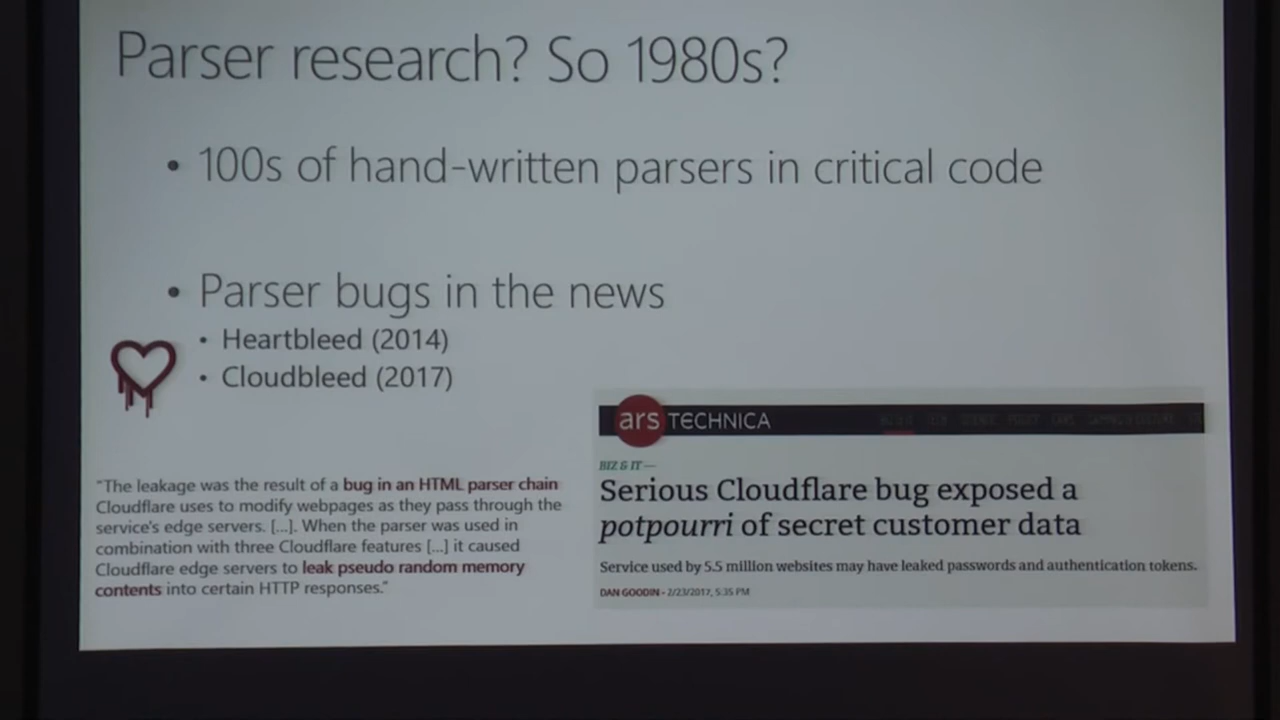 Parser research? So 1980s?
• 100s of hand-written parsers in critical code
• Parser bugs in the news
• Heartbleed (2014)
• Cloudbleed (2017)
"The leakage was the result of a bug in an HTML parser chain
Cloudflare uses to modify webpages as they pass through the
service's edge servers. [...]. When the parser was used in
combination with three Cloudflare features [...] it caused
Cloudflare edge servers to leak pseudo random memory
contents into certain HTTP responses."
ars TECHNICA
BIZ & IT —
Serious Cloudflare bug exposed a
potpourri of secret customer data
Service used by 5.5 million websites may have leaked passwords and authentication tokens.
DAN GOODIN - 2/23/2017, 5:35 PM